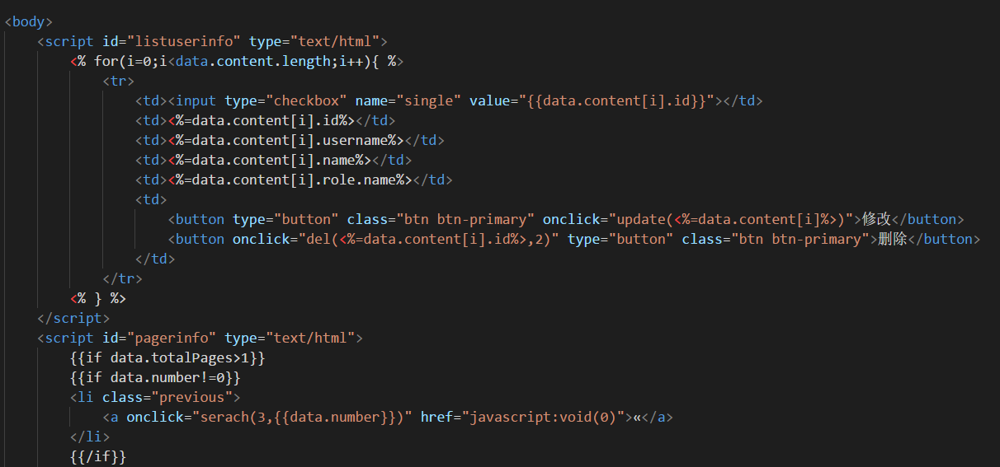 <body>
<script id="listuserinfo" type="text/html">
<% for(i=0;i<data.content.length;i++){ %>
<tr>
<td><input type="checkbox" name="single" value="{{data.content[i].id}}"></td>
<td><%=data.content[i].id%></td>
<td><%=data.content[i].username%></td>
<td><%=data.content[i].name%></td>
<td><%=data.content[i].role.name%></td>
<td>
<button type="button" class="btn btn-primary" onclick="update(<%=data.content[i]%>)">修改</button>
<button onclick="del(<%=data.content[i].id%>,2)" type="button" class="btn btn-primary">删除</button>
</td>
</tr>
<% } %>
</script>
<script id="pagerinfo" type="text/html">
{{if data.totalPages>1}}
{{if data.number!=0}}
<li class="previous">
<a onclick="serach(3,{{data.number}})" href="javascript:void(0)">«</a>
</li>
{{/if}}